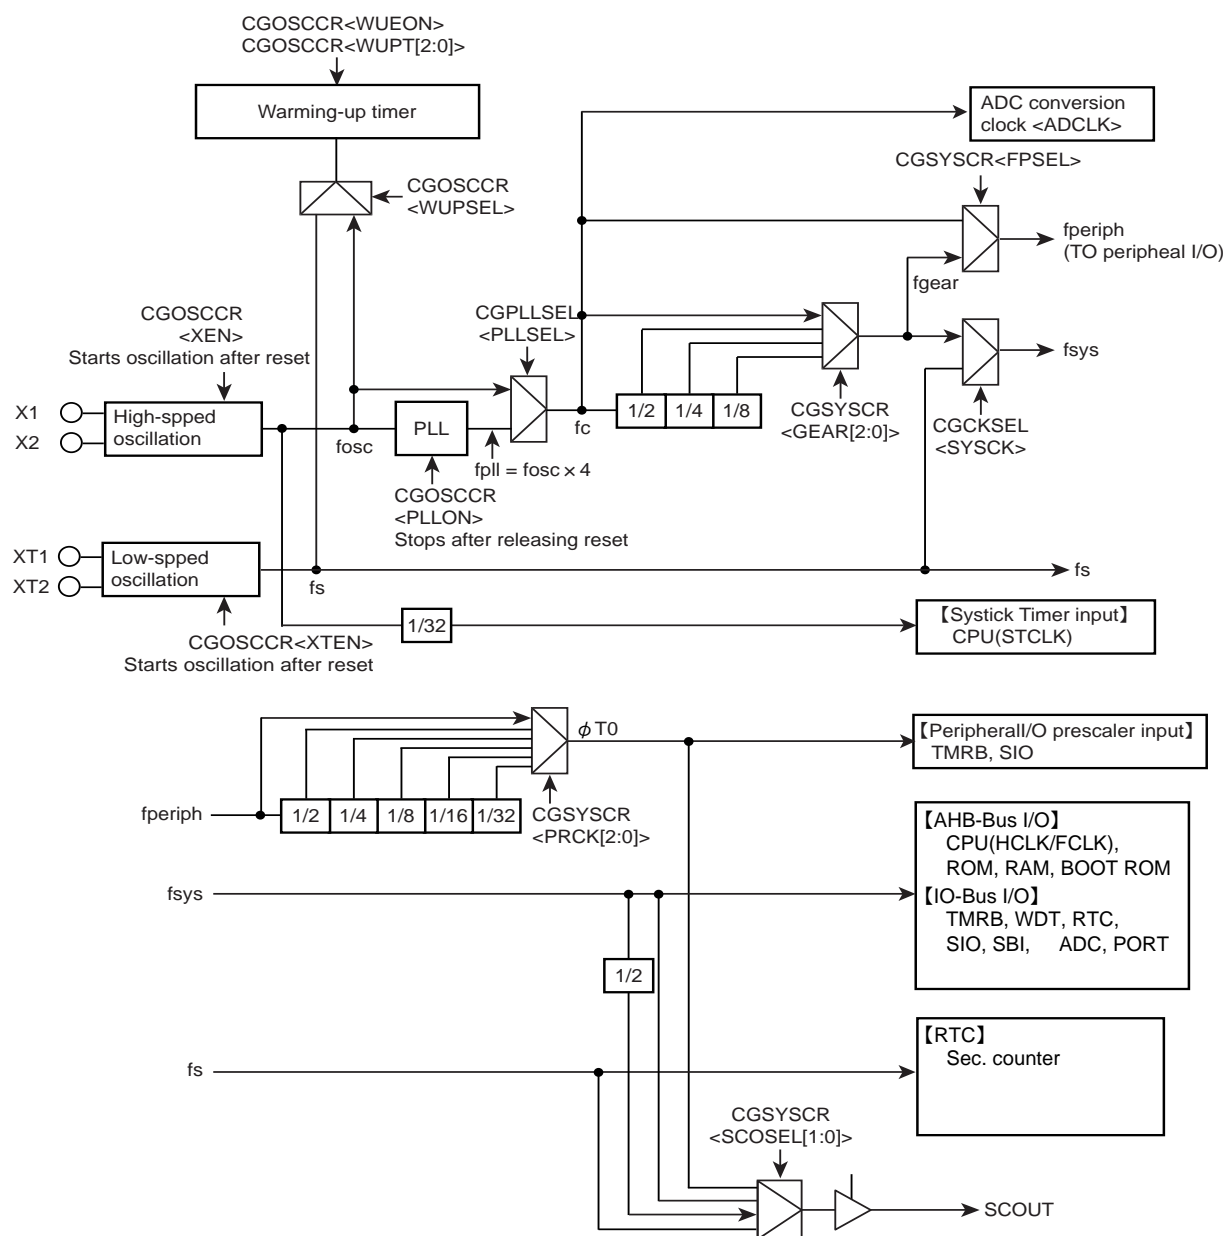 CGOSCCR<WUEON>
CGOSCCR<WUPT[2:0]>
Warming-up timer
ADC conversion
clock <ADCLK>
CGSYSCR<FPSEL>
CGOSCCR
<WUPSEL>
fperiph
(TO peripheal I/O)
fgear
CGOSCCR
<XEN>
Starts oscillation after reset
CGPLLSEL
<PLLSEL>
fsys
X1
X2
High-spped
oscillation
fosc
PLL
fc
1/2
1/4
1/8
CGSYSCR
<GEAR[2:0]>
CGCKSEL
<SYSCK>
fpll = fosc × 4
CGOSCCR
<PLLON>
Stops after releasing reset
XT1
XT2
Low-spped
oscillation
fs
fs
CGOSCCR<XTEN>
Starts oscillation after reset
1/32
【Systick Timer input】
CPU(STCLK)
ϕT0
【PeripheralI/O prescaler input】
TMRB, SIO
fperiph
1/2
1/4
1/8
1/16
1/32
CGSYSCR
<PRCK[2:0]>
【AHB-Bus I/O】
CPU(HCLK/FCLK),
ROM, RAM, BOOT ROM
【IO-Bus I/O】
TMRB, WDT, RTC,
SIO, SBI, ADC, PORT
fsys
1/2
【RTC】
Sec. counter
fs
CGSYSCR
<SCOSEL[1:0]>
SCOUT